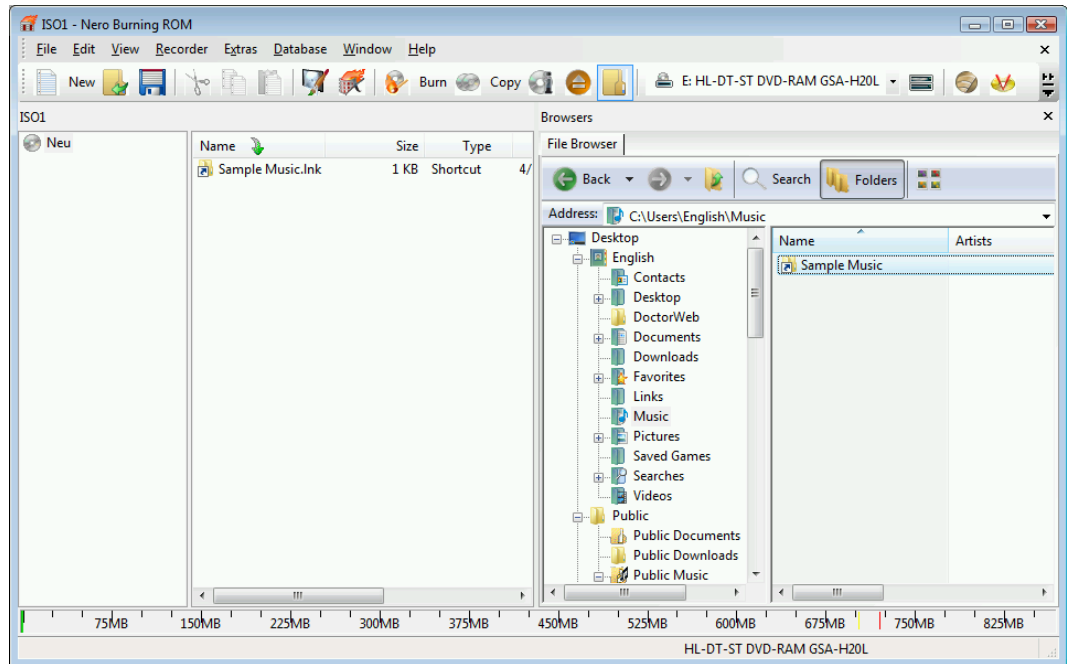 ISO1 - Nero Burning ROM
File Edit View Recorder Extras Database Window Help
New Burn Copy E: HL-DT-ST DVD-RAM GSA-H20L
ISO1
Browsers
Neu
Name Size Type
Sample Music.lnk 1 KB Shortcut 4/
File Browser
Back Search Folders
Address: C:\Users\English\Music
Desktop
English
Contacts
Desktop
DoctorWeb
Documents
Downloads
Favorites
Links
Music
Pictures
Saved Games
Searches
Videos
Public
Public Documents
Public Downloads
Public Music
Name Artists
Sample Music
75MB 150MB 225MB 300MB 375MB 450MB 525MB 600MB 675MB 750MB 825MB
HL-DT-ST DVD-RAM GSA-H20L